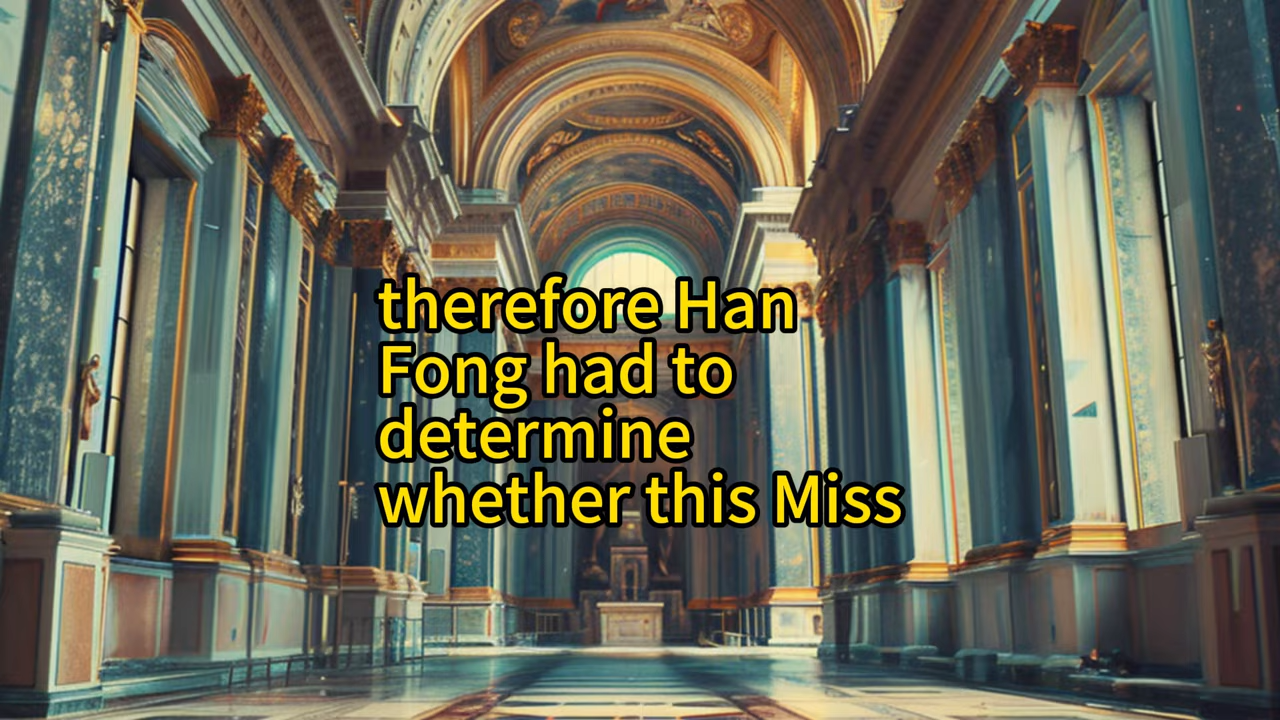 therefore Han
Fong had to
determine
whether this Miss